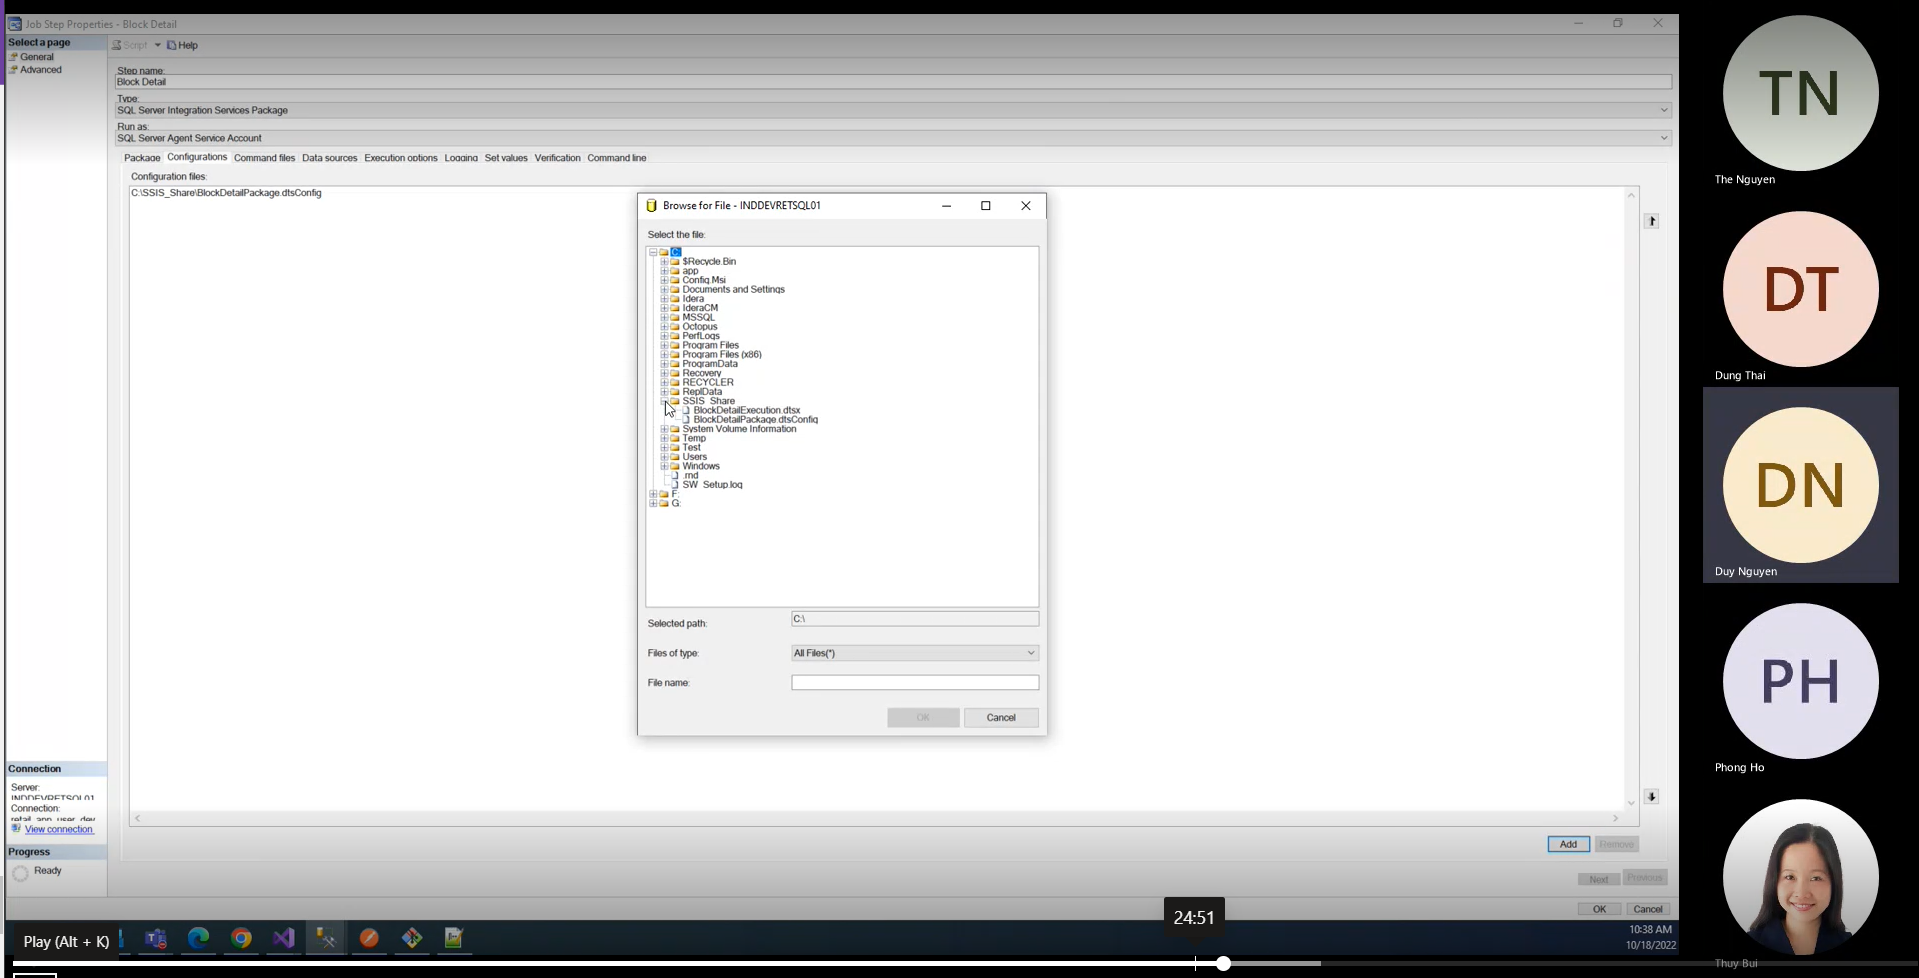 Job Step Properties - Block Detail
Select a page
General
Advanced
Script
Help
Step name:
Block Detail
Type:
SQL Server Integration Services Package
Run as:
SQL Server Agent Service Account
Package Configurations Command files Data sources Execution options Logging Set values Verification Command line
Configuration files:
C:\SSIS_Share\BlockDetailPackage.dtsConfig
Browse for File - INDDEVRETSQL01
Select the file:
C:
$Recycle.Bin
app
Config.Msi
Documents and Settings
Idera
IderaCM
MSSQL
Octopus
PerfLogs
Program Files
Program Files (x86)
ProgramData
Recovery
RECYCLER
ReplData
SSIS_Share
BlockDetailExecution.dtsx
BlockDetailPackage.dtsConfig
System Volume Information
Temp
Test
Users
Windows
.rnd
SW_Setup.log
F:
G:
Selected path:
C:\
Files of type:
All Files(*)
File name:
OK
Cancel
Connection
Server:
INDDEVRETSQL01
Connection:
retail_app_user_dev
View connection
Progress
Ready
Add
Remove
Next
Previous
OK
Cancel
24:51
Play (Alt + K)
10:38 AM
10/18/2022
TN
The Nguyen
DT
Dung Thai
DN
Duy Nguyen
PH
Phong Ho
Thuy Bui